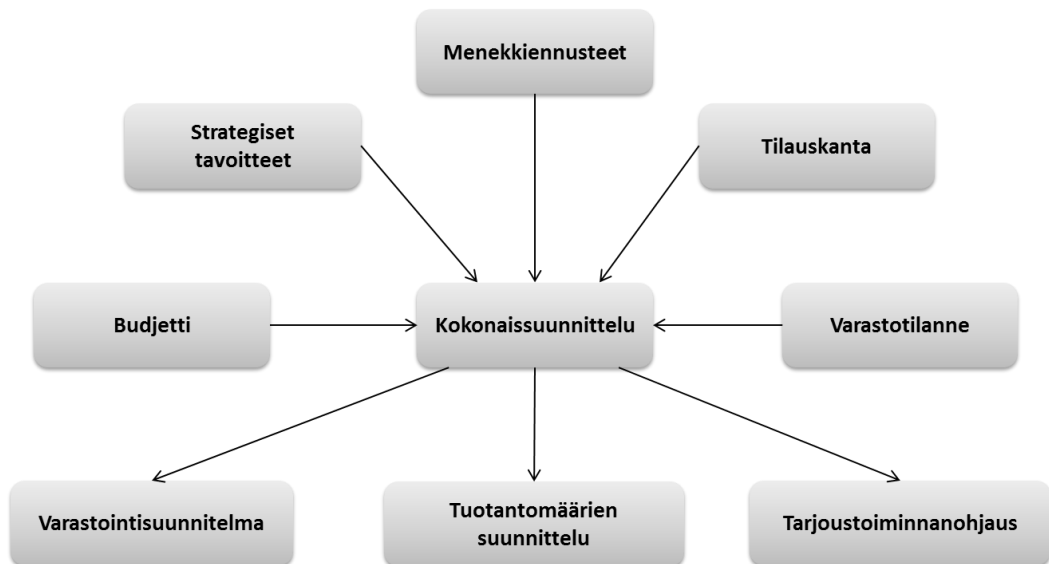 Menekkiennusteet
Strategiset
tavoitteet
Tilauskanta
Budjetti
Kokonaissuunnittelu
Varastotilanne
Varastointisuunnitelma
Tuotantomäärien
suunnittelu
Tarjoustoiminnanohjaus